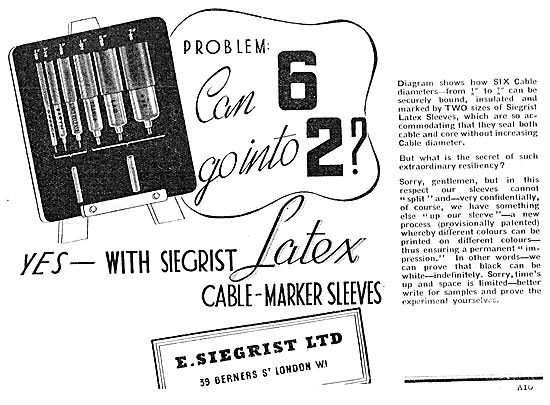 PROBLEM:
Can 6
go into 2?
YES — WITH SIEGRIST Latex
CABLE-MARKER SLEEVES
E. SIEGRIST LTD
39 BERNERS ST LONDON W1
Diagram shows how SIX Cable
diameters—from to can be
securely bound, insulated and
marked by TWO sizes of Siegrist
Latex Sleeves, which are so ac-
commodating that they seal both
cable and core without increasing
Cable diameter.
But what is the secret of such
extraordinary resiliency?
Sorry, gentlemen, but in this
respect our sleeves cannot
"split" and—very confidentially,
of course, we have something
else "up our sleeve"—a new
process (provisionally patented)
whereby different colours can be
printed on different colours—
thus ensuring a permanent "im-
pression." In other words—we
can prove that black can be
white—indefinitely. Sorry, time's
up and space is limited—better
write for samples and prove the
experiment yourselves.
A16